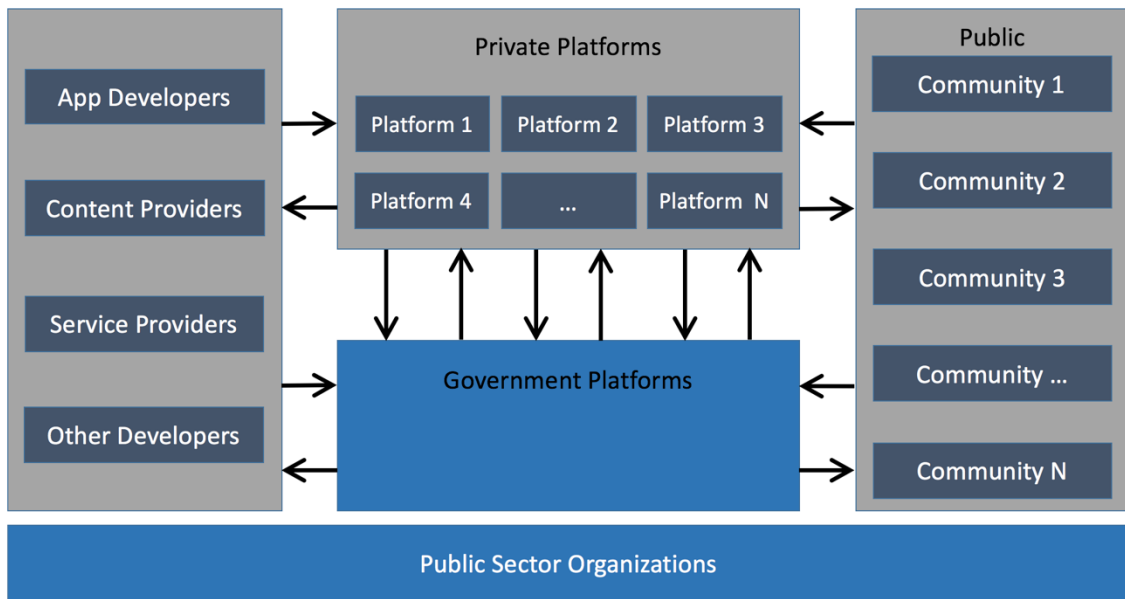 App Developers
Content Providers
Service Providers
Other Developers
Private Platforms
Platform 1
Platform 2
Platform 3
Platform 4
...
Platform N
Government Platforms
Public
Community 1
Community 2
Community 3
Community ...
Community N
Public Sector Organizations